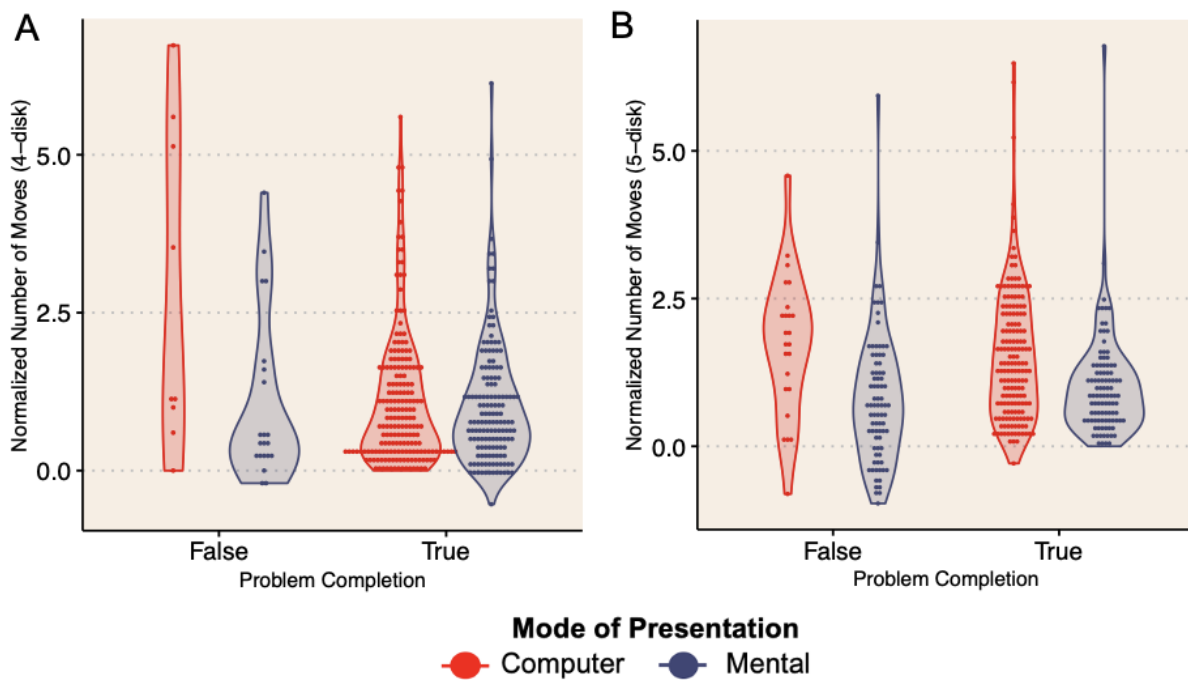 A
Normalized Number of Moves (4–disk)
5.0
2.5
0.0
False
True
Problem Completion
B
Normalized Number of Moves (5–disk)
5.0
2.5
0.0
False
True
Problem Completion
Mode of Presentation
Computer
Mental